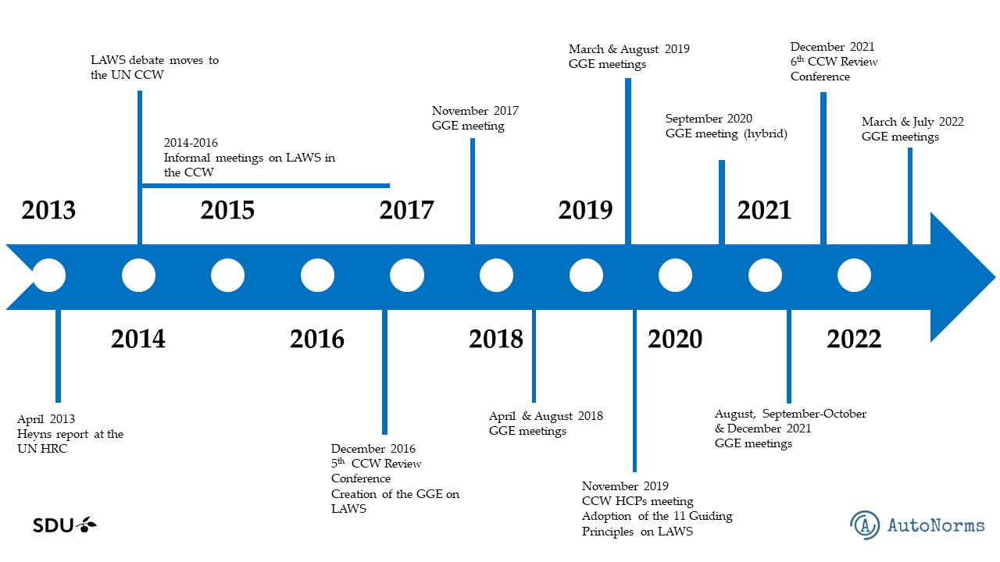 LAWS debate moves to
the UN CCW
2014-2016
Informal meetings on LAWS in
the CCW
November 2017
GGE meeting
March & August 2019
GGE meetings
September 2020
GGE meeting (hybrid)
December 2021
6th CCW Review
Conference
March & July 2022
GGE meetings
2013
2015
2017
2019
2021
2014
2016
2018
2020
2022
April 2013
Heyns report at the
UN HRC
December 2016
5th CCW Review
Conference
Creation of the GGE on
LAWS
April & August 2018
GGE meetings
November 2019
CCW HCPs meeting
Adoption of the 11 Guiding
Principles on LAWS
August, September-October
& December 2021
GGE meetings
SDU
A AutoNorms